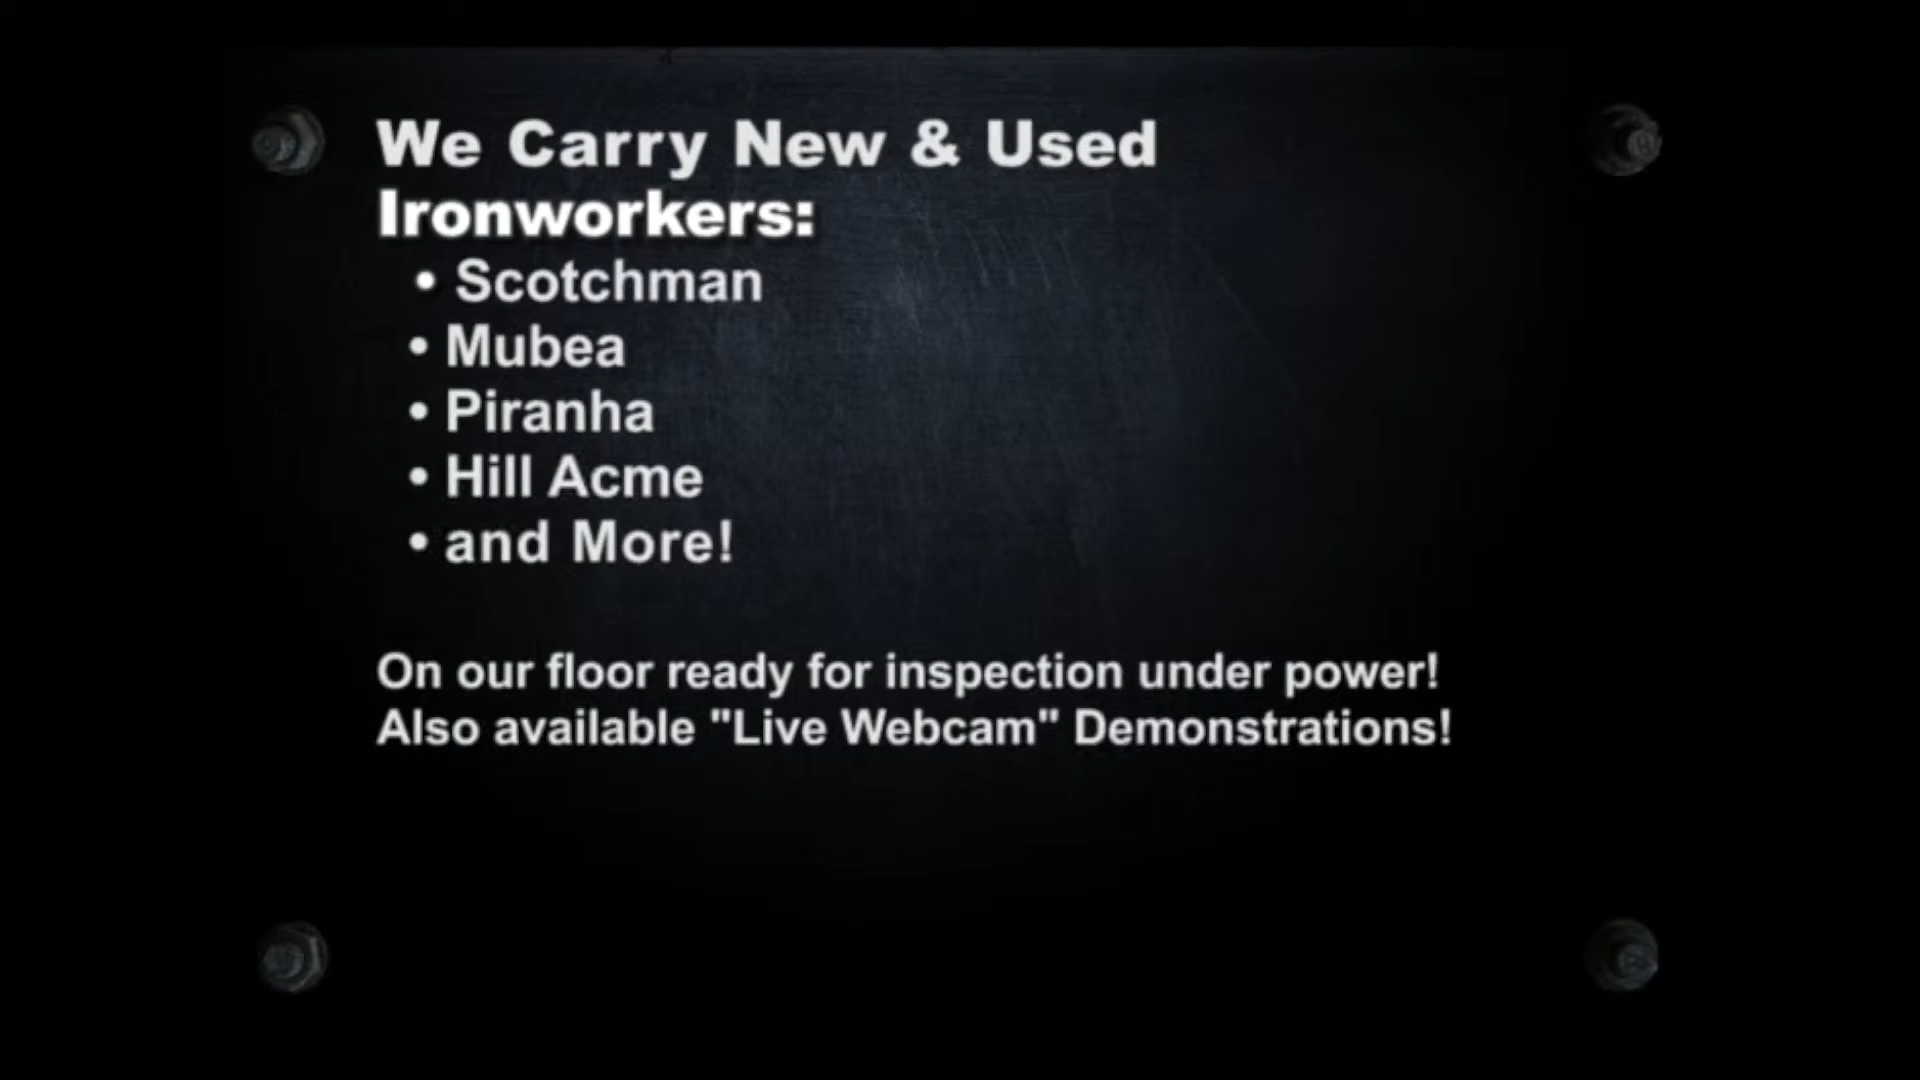 We Carry New & Used
Ironworkers:
• Scotchman
• Mubea
• Piranha
• Hill Acme
• and More!
On our floor ready for inspection under power!
Also available "Live Webcam" Demonstrations!